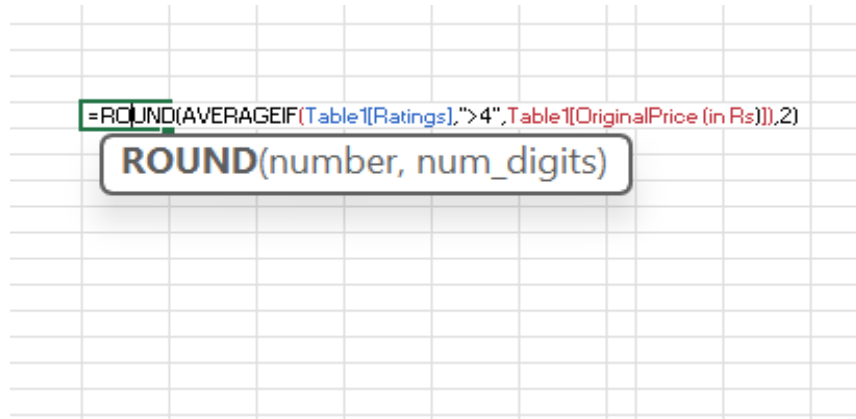 =ROUND(AVERAGEIF(Table1[Ratings],">4",Table1[OriginalPrice (in Rs)]),2)
ROUND(number, num_digits)